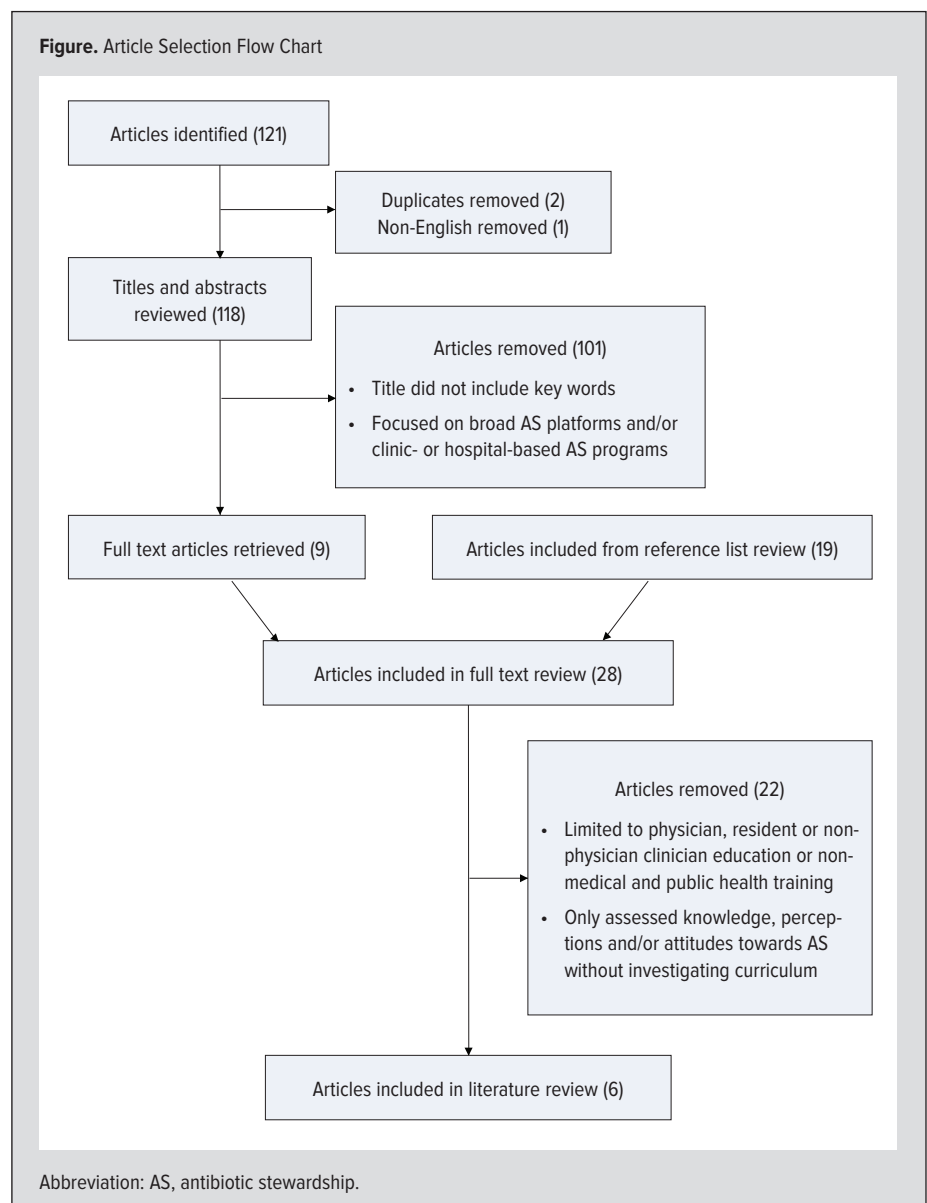 Figure. Article Selection Flow Chart
Articles identified (121)
Duplicates removed (2)
Non-English removed (1)
Titles and abstracts
reviewed (118)
Articles removed (101)
• Title did not include key words
• Focused on broad AS platforms and/or
clinic- or hospital-based AS programs
Full text articles retrieved (9)
Articles included from reference list review (19)
Articles included in full text review (28)
Articles removed (22)
• Limited to physician, resident or non-
physician clinician education or non-
medical and public health training
• Only assessed knowledge, percep-
tions and/or attitudes towards AS
without investigating curriculum
Articles included in literature review (6)
Abbreviation: AS, antibiotic stewardship.